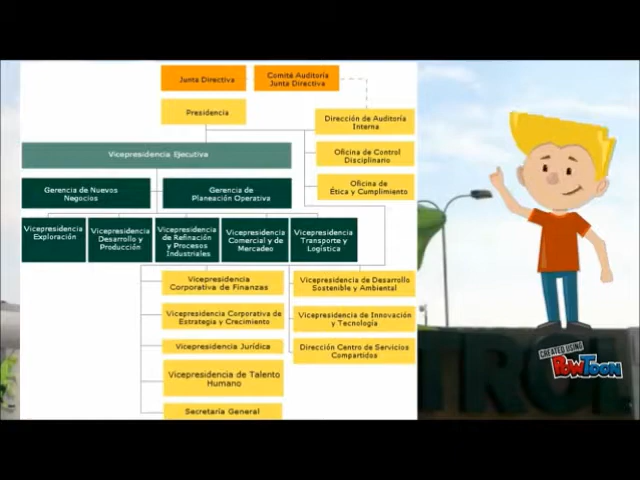 Junta Directiva
Comité Auditoría
Junta Directiva
Presidencia
Dirección de Auditoría
Interna
Vicepresidencia Ejecutiva
Oficina de Control
Disciplinario
Oficina de
Ética y Cumplimiento
Gerencia de Nuevos
Negocios
Gerencia de
Planeación Operativa
Vicepresidencia
Exploración
Vicepresidencia
Desarrollo y
Producción
Vicepresidencia
de Refinación
y Procesos
Industriales
Vicepresidencia
Comercial y de
Mercadeo
Vicepresidencia
Transporte y
Logística
Vicepresidencia
Corporativa de Finanzas
Vicepresidencia de Desarrollo
Sostenible y Ambiental
Vicepresidencia Corporativa de
Estrategia y Crecimiento
Vicepresidencia de Innovación
y Tecnología
Vicepresidencia Jurídica
Dirección Centro de Servicios
Compartidos
Vicepresidencia de Talento
Humano
Secretaría General
TROL
CREATED USING
POWTOON